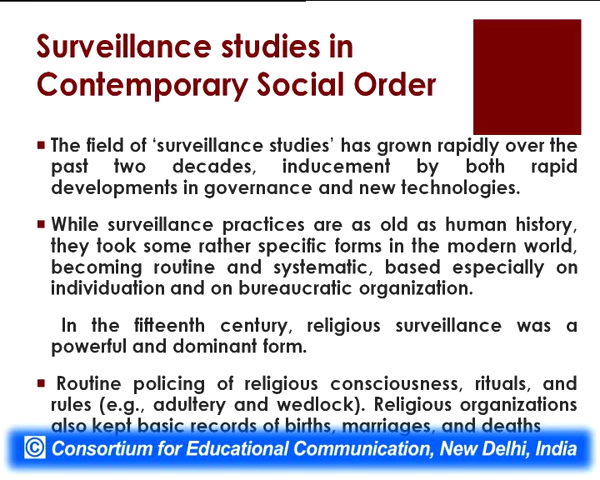 Surveillance studies in
Contemporary Social Order
▪ The field of ‘surveillance studies’ has grown rapidly over the
past two decades, inducement by both rapid
developments in governance and new technologies.
▪ While surveillance practices are as old as human history,
they took some rather specific forms in the modern world,
becoming routine and systematic, based especially on
individuation and on bureaucratic organization.
In the fifteenth century, religious surveillance was a
powerful and dominant form.
▪ Routine policing of religious consciousness, rituals, and
rules (e.g., adultery and wedlock). Religious organizations
also kept basic records of births, marriages, and deaths
© Consortium for Educational Communication, New Delhi, India